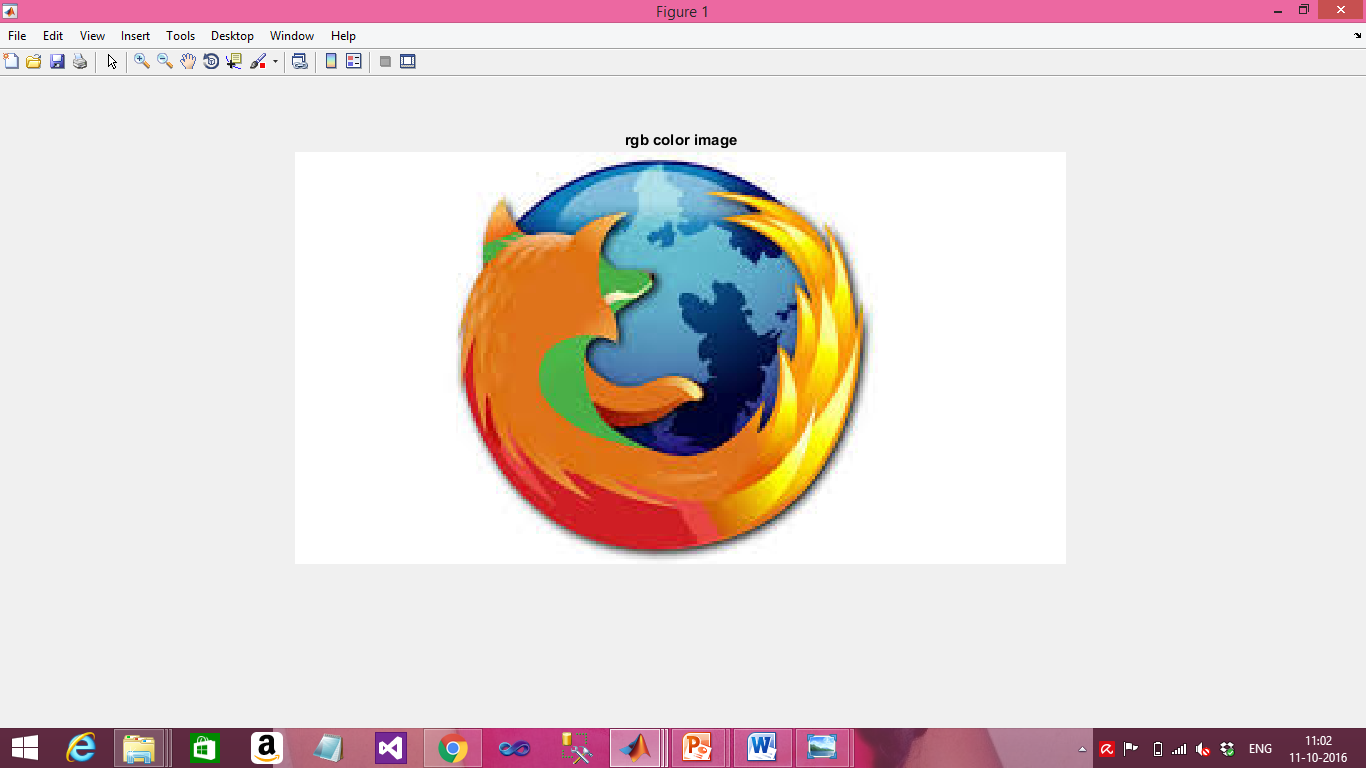 Figure 1
File Edit View Insert Tools Desktop Window Help
rgb color image
ENG
11:02
11-10-2016